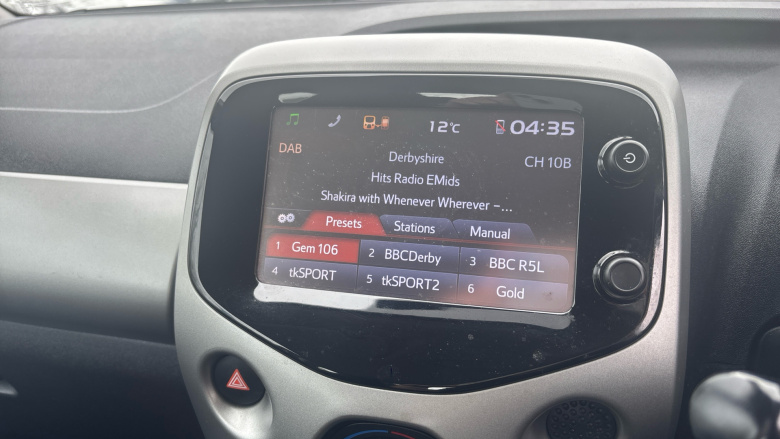 12°C 04:35
DAB Derbyshire CH 10B
Hits Radio EMids
Shakira with Whenever Wherever –...
Presets Stations Manual
1 Gem 106 2 BBCDerby 3 BBC R5L
4 tkSPORT 5 tkSPORT2 6 Gold